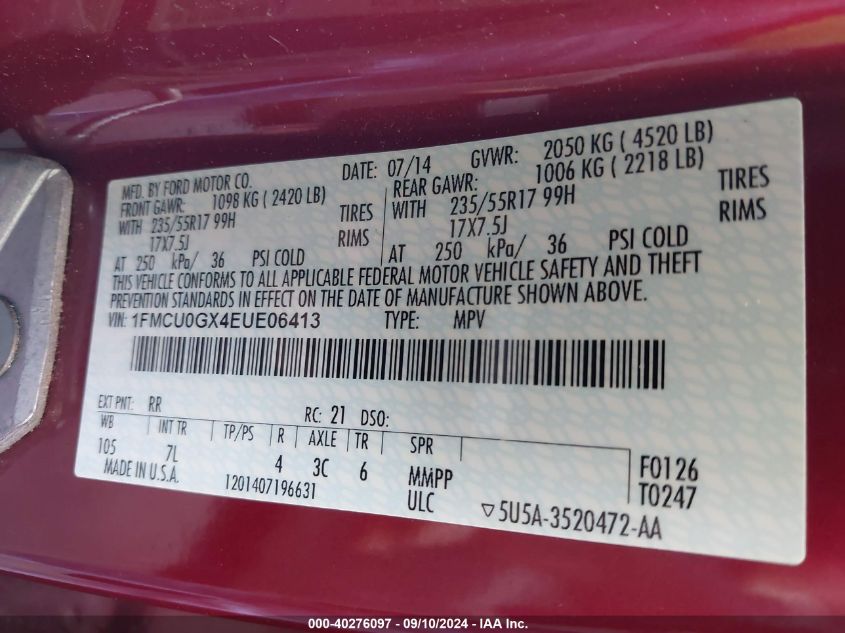 MFD. BY FORD MOTOR CO. DATE: 07/14 GVWR: 2050 KG ( 4520 LB)
FRONT GAWR: 1098 KG ( 2420 LB) REAR GAWR: 1006 KG ( 2218 LB)
WITH 235/55R17 99H TIRES WITH 235/55R17 99H TIRES
17X7.5J RIMS 17X7.5J RIMS
AT 250 kPa/ 36 PSI COLD AT 250 kPa/ 36 PSI COLD
THIS VEHICLE CONFORMS TO ALL APPLICABLE FEDERAL MOTOR VEHICLE SAFETY AND THEFT
PREVENTION STANDARDS IN EFFECT ON THE DATE OF MANUFACTURE SHOWN ABOVE.
VIN: 1FMCU0GX4EUE06413 TYPE: MPV
EXT PNT: RR RC: 21 DSO:
WB INT TR TP/PS R AXLE TR SPR
105 7L 4 3C 6 MMPP F0126
MADE IN U.S.A. 1201407196631 ULC T0247
▽5U5A-3520472-AA
000-40276097 - 09/10/2024 - IAA Inc.